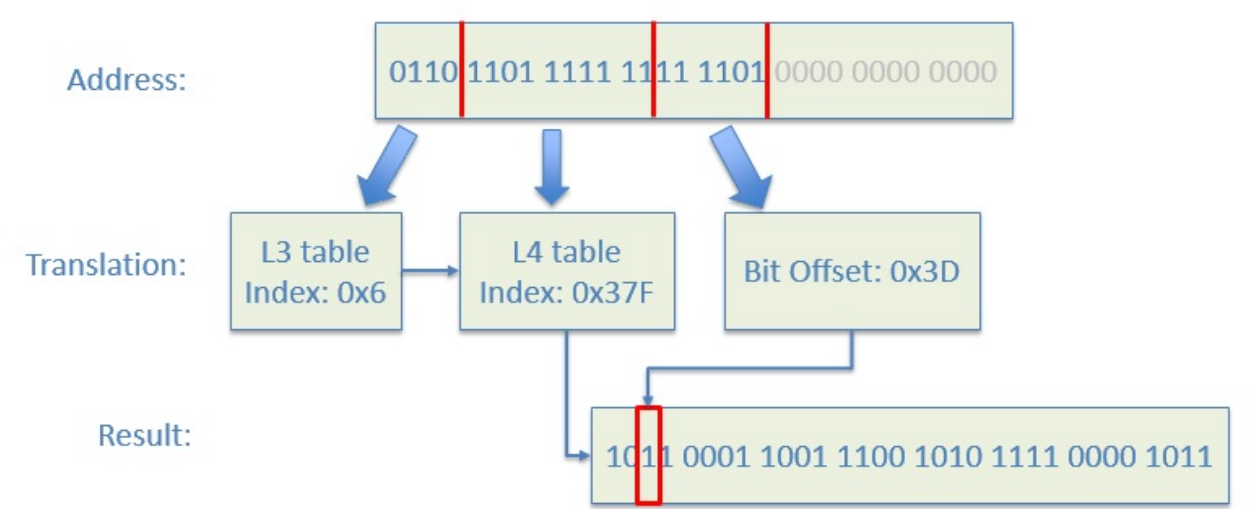 Address:
0110 1101 1111 1111 1101 0000 0000 0000
Translation:
L3 table
Index: 0x6
L4 table
Index: 0x37F
Bit Offset: 0x3D
Result:
1011 0001 1001 1100 1010 1111 0000 1011